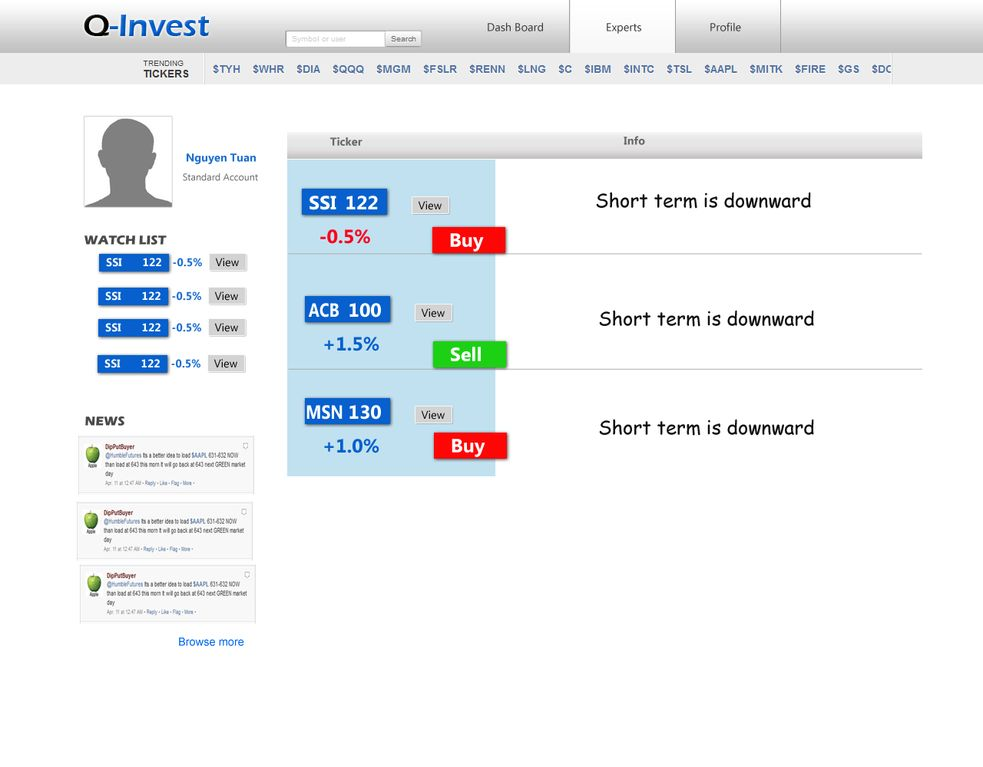 Q-Invest
Symbol or user
Search
Dash Board
Experts
Profile
TRENDING
TICKERS
$TYH $WHR $DIA $QQQ $MGM $FSLR $RENN $LNG $C $IBM $INTC $TSL $AAPL $MITK $FIRE $GS $DC
Nguyen Tuan
Standard Account
WATCH LIST
SSI 122 -0.5% View
SSI 122 -0.5% View
SSI 122 -0.5% View
SSI 122 -0.5% View
NEWS
DipPutBuyer
@HumbleFutures Its a better idea to load $AAPL 631-632 NOW
than load at 643 this morn It will go back at 643 next GREEN market
day
Apple
Apr. 11 at 12:47 AM • Reply • Like • Flag • More •
DipPutBuyer
@HumbleFutures Its a better idea to load $AAPL 631-632 NOW
than load at 643 this morn It will go back at 643 next GREEN market
day
Apple
Apr. 11 at 12:47 AM • Reply • Like • Flag • More •
DipPutBuyer
@HumbleFutures Its a better idea to load $AAPL 631-632 NOW
than load at 643 this morn It will go back at 643 next GREEN market
day
Apple
Apr. 11 at 12:47 AM • Reply • Like • Flag • More •
Browse more
Ticker Info
SSI 122 View
-0.5% Buy
Short term is downward
ACB 100 View
+1.5% Sell
Short term is downward
MSN 130 View
+1.0% Buy
Short term is downward